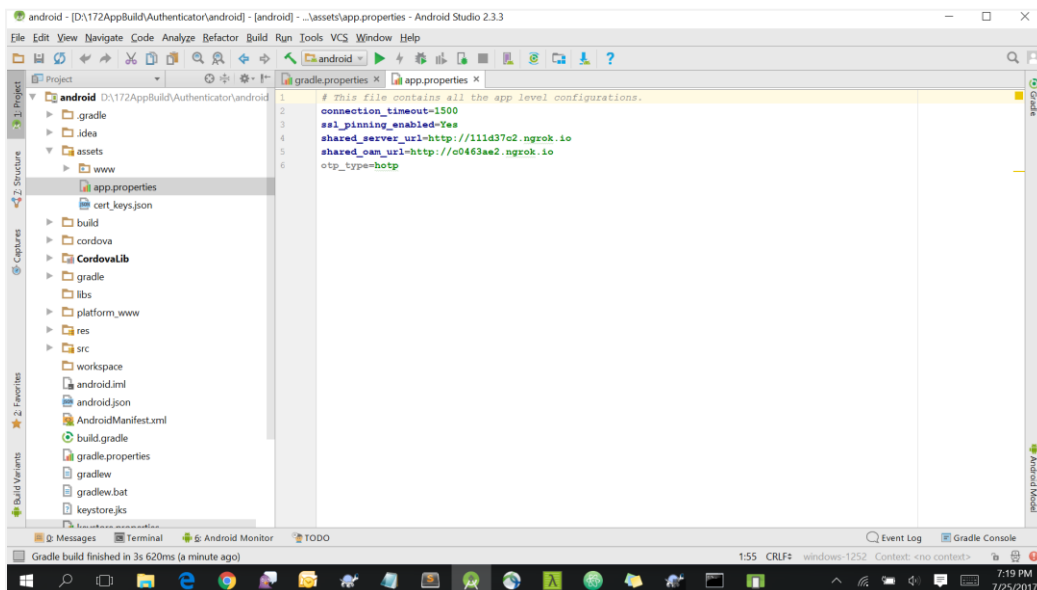 android - [D:\172AppBuild\Authenticator\android] - [android] - ...\assets\app.properties - Android Studio 2.3.3
File Edit View Navigate Code Analyze Refactor Build Run Tools VCS Window Help
android
Project
gradle.properties × app.properties ×
1: Project
Z: Structure
Captures
2: Favorites
Build Variants
android D:\172AppBuild\Authenticator\android
.gradle
.idea
assets
www
app.properties
cert_keys.json
build
cordova
CordovaLib
gradle
libs
platform_www
res
src
workspace
android.iml
android.json
AndroidManifest.xml
build.gradle
gradle.properties
gradlew
gradlew.bat
keystore.jks
keystore.properties
1 # This file contains all the app level configurations.
2 connection_timeout=1500
3 ssl_pinning_enabled=Yes
4 shared_server_url=http://111d37c2.ngrok.io
5 shared_oam_url=http://c0463ae2.ngrok.io
6 otp_type=hotp
Gradle
Android Model
0: Messages Terminal 6: Android Monitor TODO Event Log Gradle Console
Gradle build finished in 3s 620ms (a minute ago) 1:55 CRLF÷ windows-1252 Context: <no context>
7:19 PM
7/25/2017